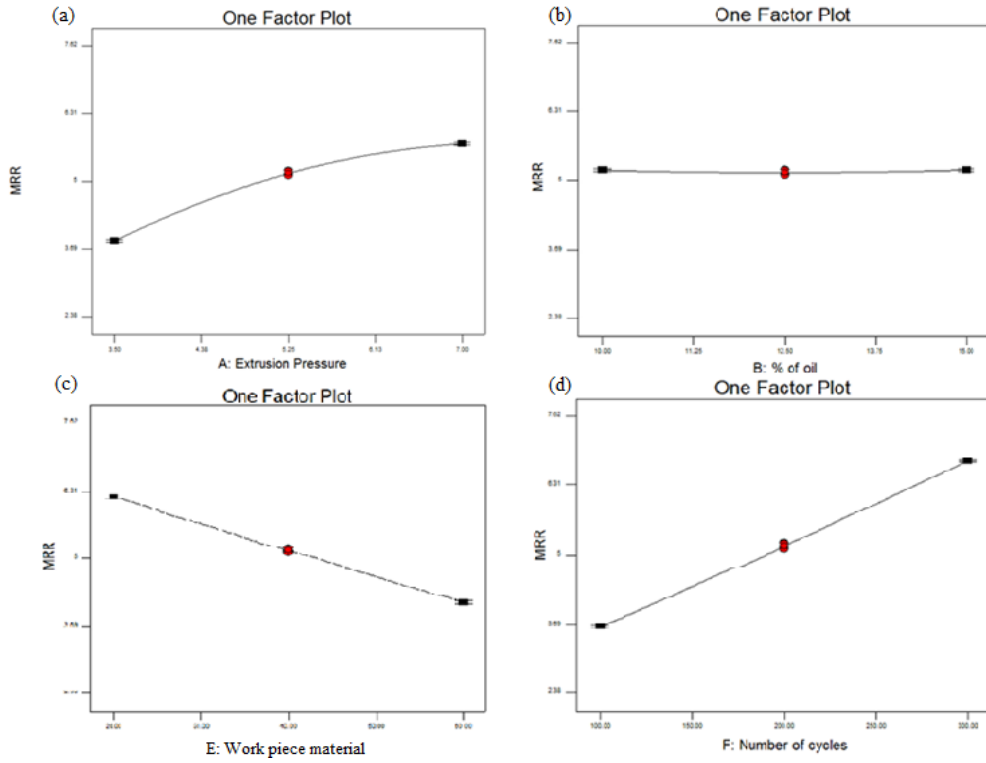 (a)
One Factor Plot
7.62
6.31
5
3.69
2.38
MRR
3.50 4.38 5.25 6.13 7.00
A: Extrusion Pressure
(b)
One Factor Plot
7.62
6.31
5
3.69
2.38
MRR
10.00 11.25 12.50 13.75 15.00
B: % of oil
(c)
One Factor Plot
7.62
6.31
5
3.69
MRR
E: Work piece material
(d)
One Factor Plot
7.62
6.31
5
3.69
2.38
MRR
100.00 150.00 200.00 250.00 300.00
F: Number of cycles